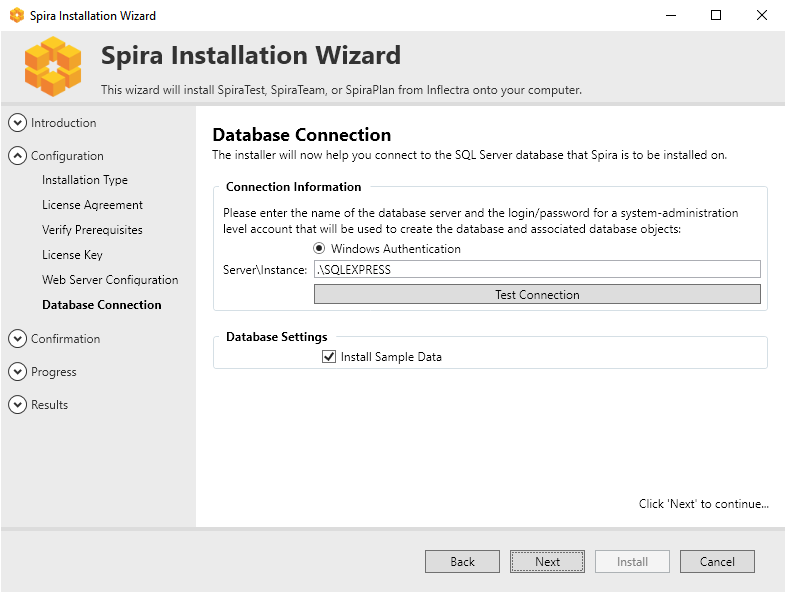 Spira Installation Wizard
Spira Installation Wizard
This wizard will install SpiraTest, SpiraTeam, or SpiraPlan from Inflectra onto your computer.
Introduction
Configuration
Installation Type
License Agreement
Verify Prerequisites
License Key
Web Server Configuration
Database Connection
Confirmation
Progress
Results
Database Connection
The installer will now help you connect to the SQL Server database that Spira is to be installed on.
Connection Information
Please enter the name of the database server and the login/password for a system-administration
level account that will be used to create the database and associated database objects:
Windows Authentication
Server\Instance: .\SQLEXPRESS
Test Connection
Database Settings
Install Sample Data
Click 'Next' to continue...
Back Next Install Cancel